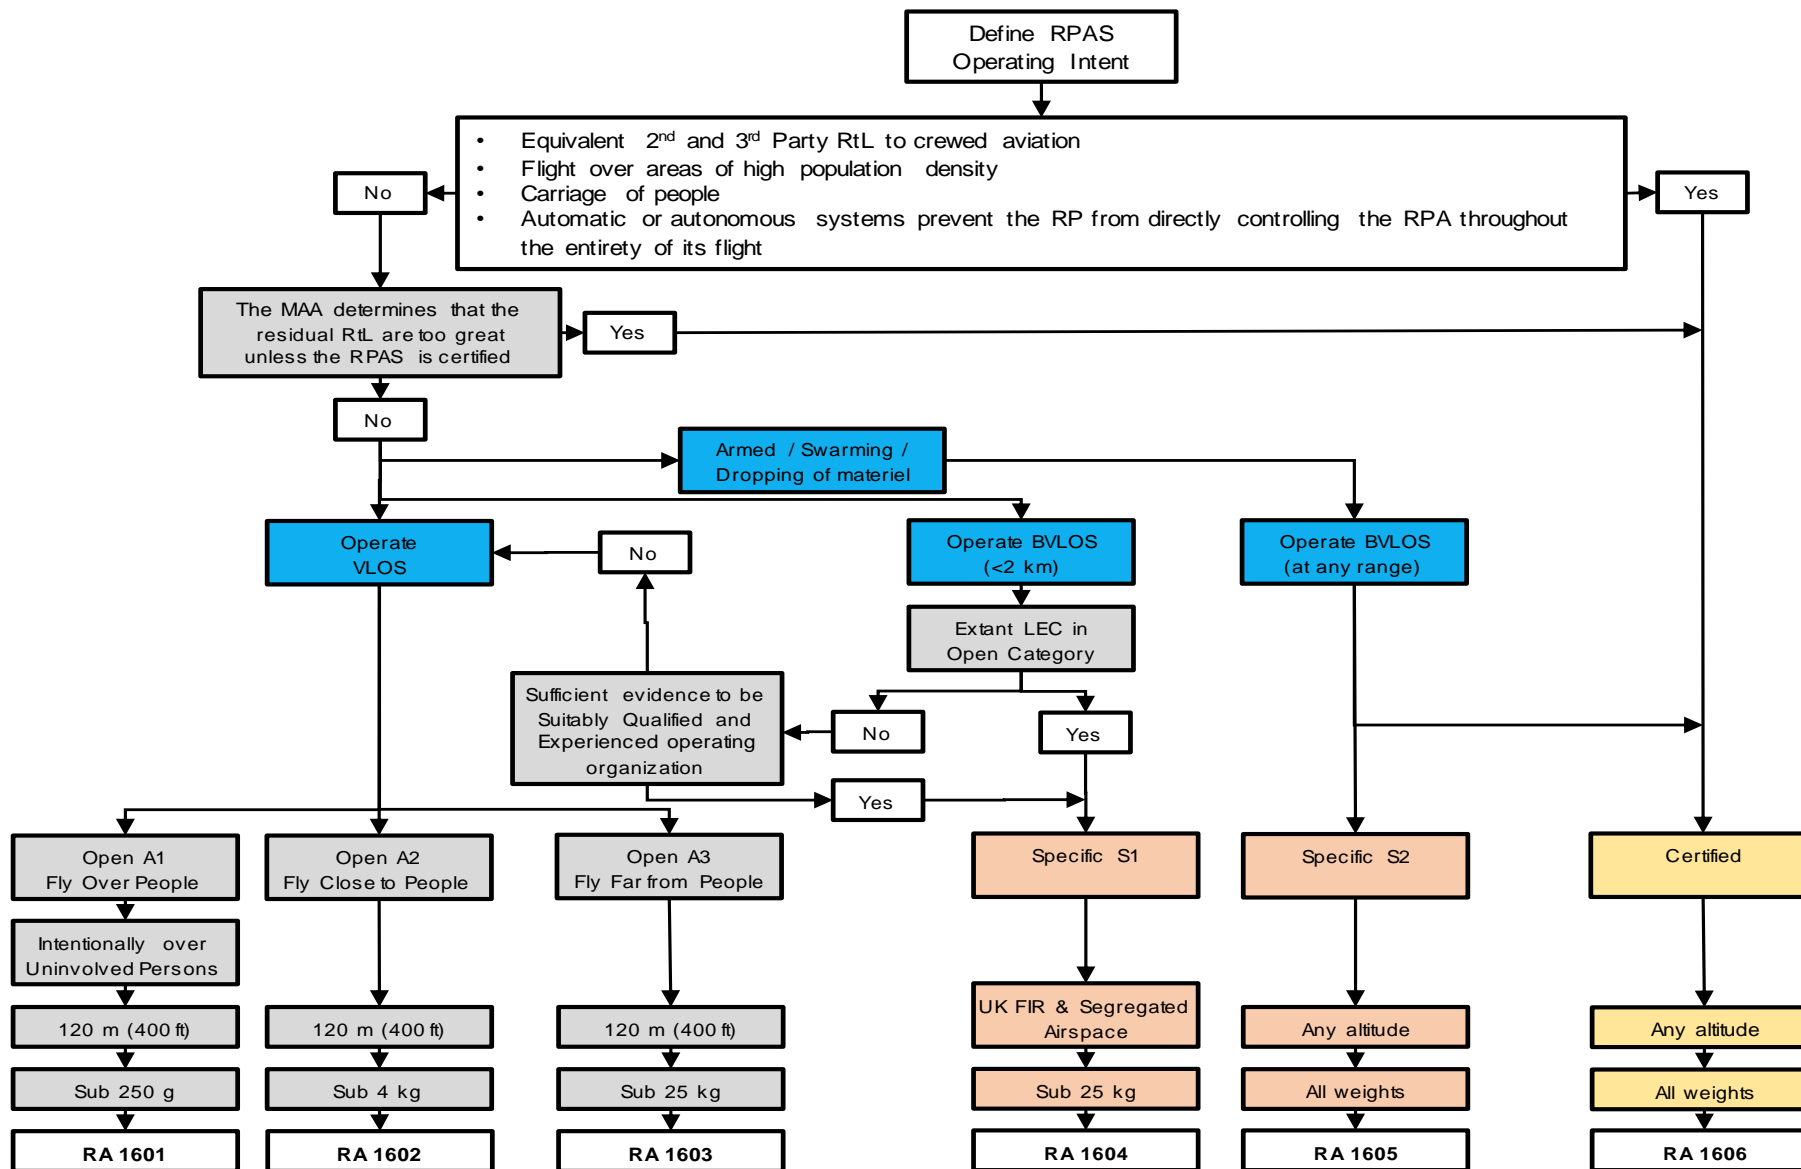 Define RPAS
Operating Intent
• Equivalent 2nd and 3rd Party RtL to crewed aviation
• Flight over areas of high population density
• Carriage of people
• Automatic or autonomous systems prevent the RP from directly controlling the RPA throughout
the entirety of its flight
No
Yes
The MAA determines that the
residual RtL are too great
unless the RPAS is certified
Yes
No
Armed / Swarming /
Dropping of materiel
Operate
VLOS
No
Operate BVLOS
(<2 km)
Operate BVLOS
(at any range)
Extant LEC in
Open Category
Sufficient evidence to be
Suitably Qualified and
Experienced operating
organization
No
Yes
Yes
Open A1
Fly Over People
Open A2
Fly Close to People
Open A3
Fly Far from People
Specific S1
Specific S2
Certified
Intentionally over
Uninvolved Persons
120 m (400 ft)
120 m (400 ft)
120 m (400 ft)
UK FIR & Segregated
Airspace
Any altitude
Any altitude
Sub 250 g
Sub 4 kg
Sub 25 kg
Sub 25 kg
All weights
All weights
RA 1601
RA 1602
RA 1603
RA 1604
RA 1605
RA 1606